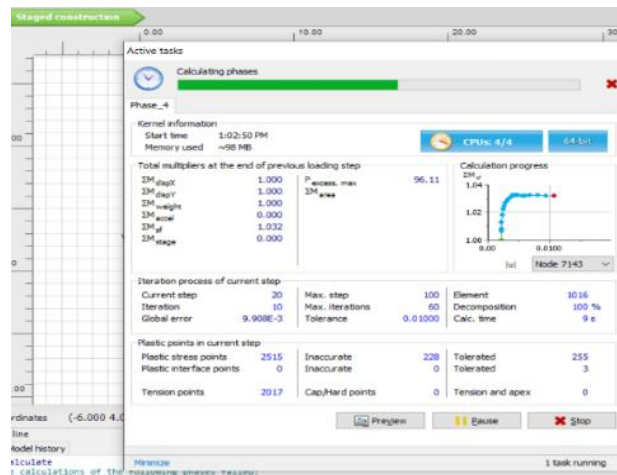 Staged construction
0.00 10.00 20.00 30
Active tasks
Calculating phases
Phase_4
Kernel information
Start time 1:02:50 PM
Memory used ~98 MB
CPUs: 4/4 64-bit
Total multipliers at the end of previous loading step
Calculation progress
ΣM dispX 1.000 P excess, max 96.11
ΣM dispY 1.000 ΣM area
ΣM weight 1.000
ΣM accel 0.000
ΣM sf 1.032
ΣM stage 0.000
ΣM sf
1.04
1.02
1.00
0.00 0.0100
|u| Node 7143
Iteration process of current step
Current step 20 Max. step 100 Element 1016
Iteration 10 Max. iterations 60 Decomposition 100 %
Global error 9.908E-3 Tolerance 0.01000 Calc. time 9 s
Plastic points in current step
Plastic stress points 2515 Inaccurate 228 Tolerated 255
Plastic interface points 0 Inaccurate 0 Tolerated 3
Tension points 2017 Cap/Hard points 0 Tension and apex 0
Preview Pause Stop
Minimize 1 task running
rdinates (-6.000 4.0
line
Model history
alculate
e calculations of the following phases failed: